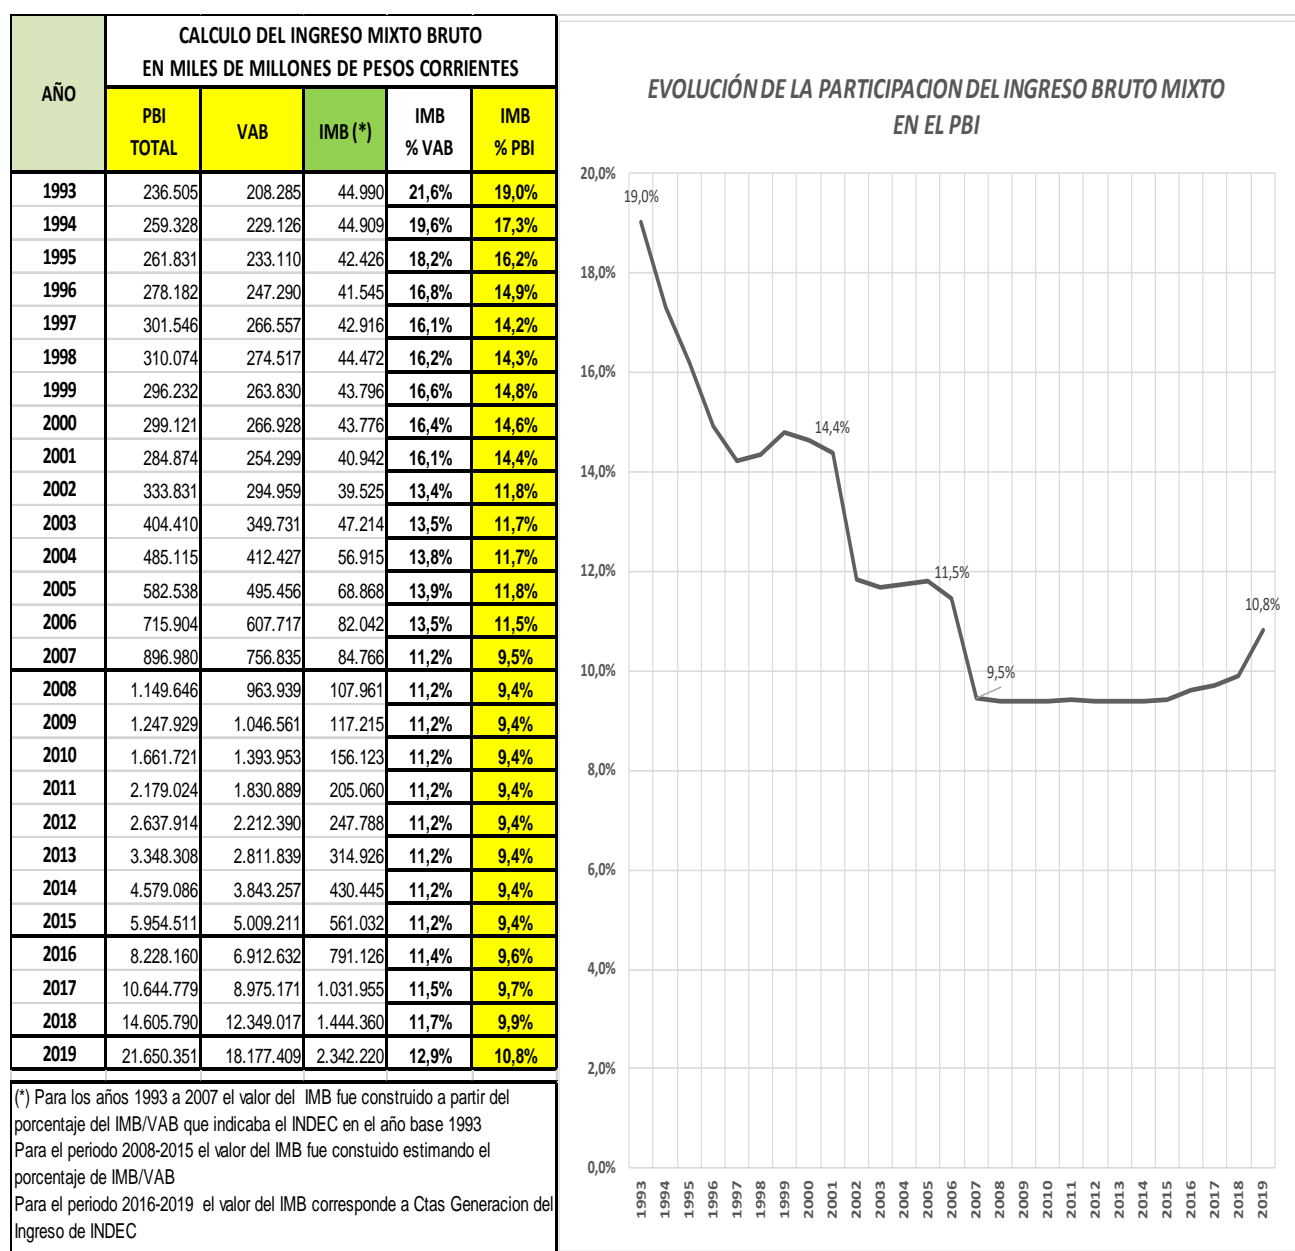 AÑO
CALCULO DEL INGRESO MIXTO BRUTO
EN MILES DE MILLONES DE PESOS CORRIENTES
PBI TOTAL VAB IMB (*) IMB % VAB IMB % PBI
1993 236.505 208.285 44.990 21,6% 19,0%
1994 259.328 229.126 44.909 19,6% 17,3%
1995 261.831 233.110 42.426 18,2% 16,2%
1996 278.182 247.290 41.545 16,8% 14,9%
1997 301.546 266.557 42.916 16,1% 14,2%
1998 310.074 274.517 44.472 16,2% 14,3%
1999 296.232 263.830 43.796 16,6% 14,8%
2000 299.121 266.928 43.776 16,4% 14,6%
2001 284.874 254.299 40.942 16,1% 14,4%
2002 333.831 294.959 39.525 13,4% 11,8%
2003 404.410 349.731 47.214 13,5% 11,7%
2004 485.115 412.427 56.915 13,8% 11,7%
2005 582.538 495.456 68.868 13,9% 11,8%
2006 715.904 607.717 82.042 13,5% 11,5%
2007 896.980 756.835 84.766 11,2% 9,5%
2008 1.149.646 963.939 107.961 11,2% 9,4%
2009 1.247.929 1.046.561 117.215 11,2% 9,4%
2010 1.661.721 1.393.953 156.123 11,2% 9,4%
2011 2.179.024 1.830.889 205.060 11,2% 9,4%
2012 2.637.914 2.212.390 247.788 11,2% 9,4%
2013 3.348.308 2.811.839 314.926 11,2% 9,4%
2014 4.579.086 3.843.257 430.445 11,2% 9,4%
2015 5.954.511 5.009.211 561.032 11,2% 9,4%
2016 8.228.160 6.912.632 791.126 11,4% 9,6%
2017 10.644.779 8.975.171 1.031.955 11,5% 9,7%
2018 14.605.790 12.349.017 1.444.360 11,7% 9,9%
2019 21.650.351 18.177.409 2.342.220 12,9% 10,8%
(*) Para los años 1993 a 2007 el valor del IMB fue construido a partir del
porcentaje del IMB/VAB que indicaba el INDEC en el año base 1993
Para el periodo 2008-2015 el valor del IMB fue constuido estimando el
porcentaje de IMB/VAB
Para el periodo 2016-2019 el valor del IMB corresponde a Ctas Generacion del
Ingreso de INDEC
EVOLUCIÓN DE LA PARTICIPACION DEL INGRESO BRUTO MIXTO
EN EL PBI
20,0%
18,0%
16,0%
14,0%
12,0%
10,0%
8,0%
6,0%
4,0%
2,0%
0,0%
19,0%
14,4%
11,5%
9,5%
10,8%
1993 1994 1995 1996 1997 1998 1999 2000 2001 2002 2003 2004 2005 2006 2007 2008 2009 2010 2011 2012 2013 2014 2015 2016 2017 2018 2019